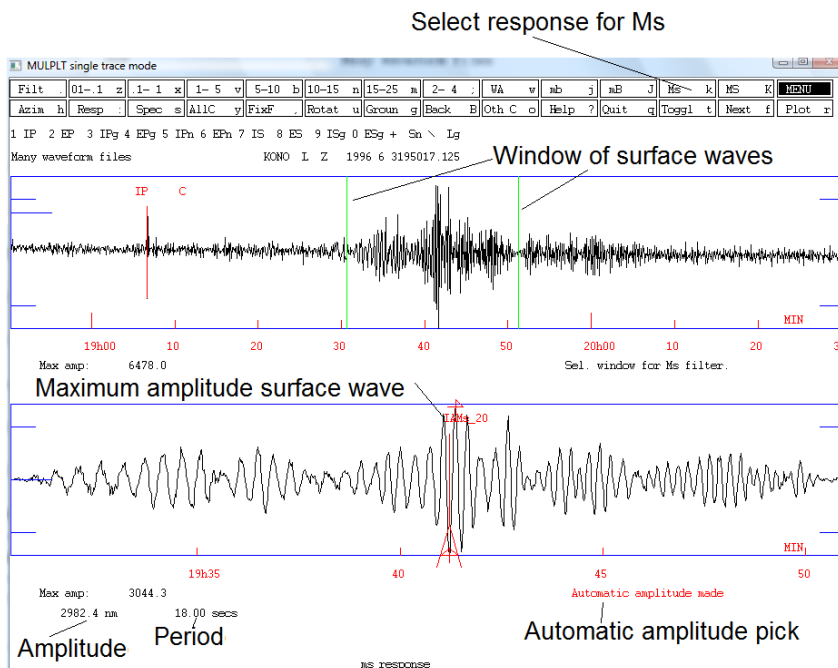 Select response for Ms
MULPLT single trace mode
Filt . 01-.1 z .1- 1 x 1- 5 v 5-10 b 10-15 n 15-25 m 2- 4 ; WA w mb j mB J Ms k MS K MENU
Azim h Resp : Spec s AllC y FixF , Rotat u Groun g Back B Oth C o Help ? Quit q Toggl t Next f Plot r
1 IP 2 EP 3 IPg 4 EPg 5 IPn 6 EPn 7 IS 8 ES 9 ISg 0 ESg + Sn \ Lg
Many waveform files KONO L Z 1996 6 3195017.125
Window of surface waves
IP C
MIN
19h00 10 20 30 40 50 20h00 10 20 3
Max amp: 6478.0 Sel. window for Ms filter.
Maximum amplitude surface wave
IAMs_20
MIN
19h35 40 45 50
Max amp: 3044.3 Automatic amplitude made
2982.4 nm 18.00 secs
Amplitude Period Automatic amplitude pick
ms response